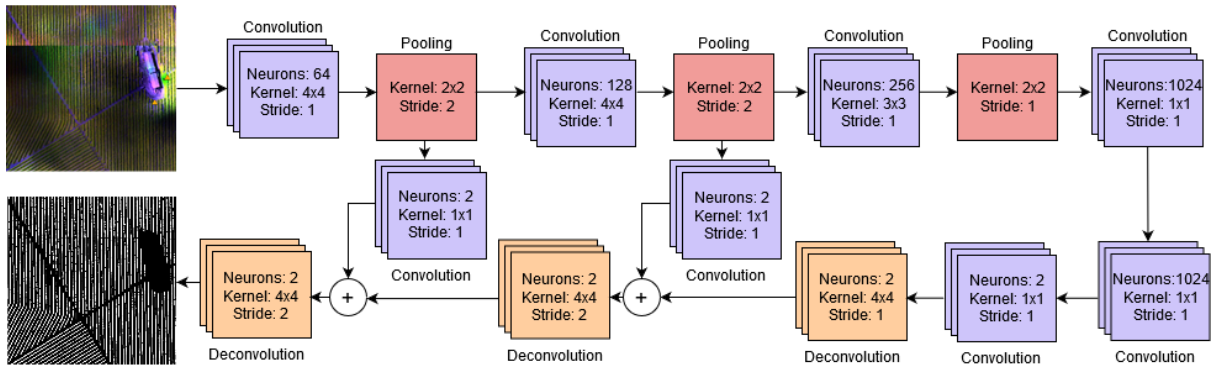 Convolution
Neurons: 64
Kernel: 4x4
Stride: 1
Pooling
Kernel: 2x2
Stride: 2
Convolution
Neurons: 128
Kernel: 4x4
Stride: 1
Pooling
Kernel: 2x2
Stride: 2
Convolution
Neurons: 256
Kernel: 3x3
Stride: 1
Pooling
Kernel: 2x2
Stride: 1
Convolution
Neurons:1024
Kernel: 1x1
Stride: 1
Neurons: 2
Kernel: 1x1
Stride: 1
Convolution
Neurons: 2
Kernel: 1x1
Stride: 1
Convolution
Neurons: 2
Kernel: 4x4
Stride: 2
Deconvolution
+
Neurons: 2
Kernel: 4x4
Stride: 2
Deconvolution
+
Neurons: 2
Kernel: 4x4
Stride: 1
Deconvolution
Neurons: 2
Kernel: 1x1
Stride: 1
Convolution
Neurons:1024
Kernel: 1x1
Stride: 1
Convolution